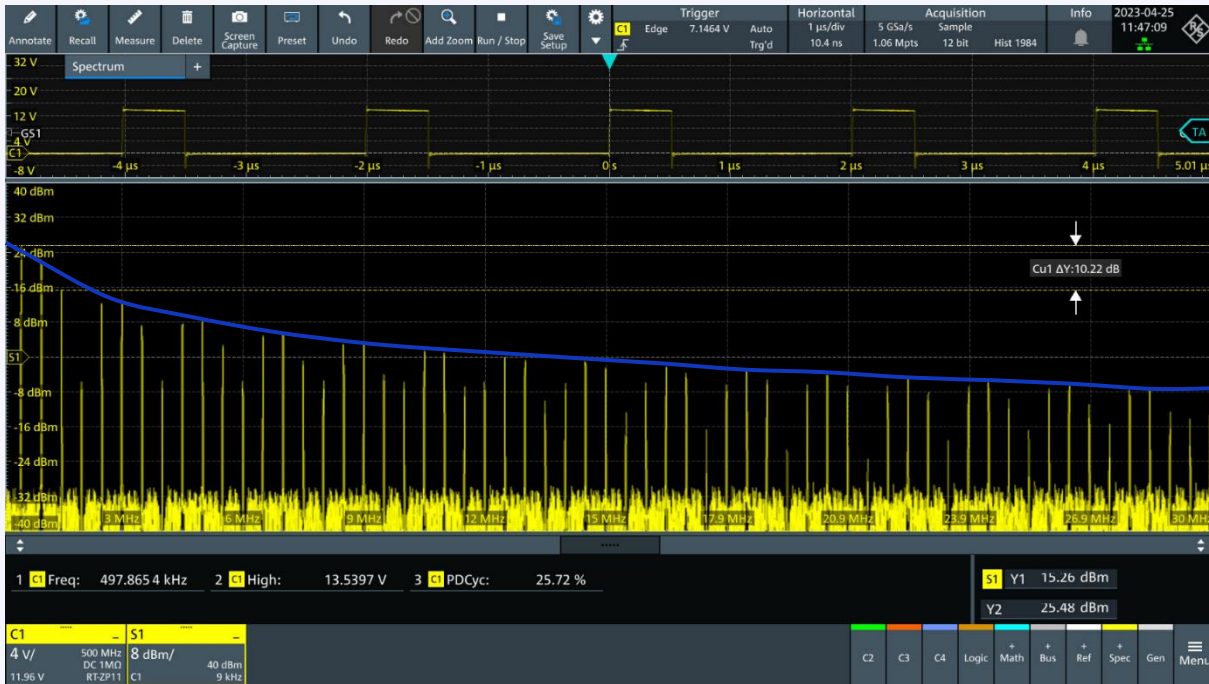 Annotate Recall Measure Delete Screen Capture Preset Undo Redo Add Zoom Run / Stop Save Setup
Trigger
C1 Edge 7.1464 V Auto
Trg'd
Horizontal
1 µs/div
10.4 ns
Acquisition
5 GSa/s Sample
1.06 Mpts 12 bit Hist 1984
Info
2023-04-25
11:47:09
R&S
32 V
Spectrum +
20 V
12 V
GS1
4 V
C1
TA
-8 V
-4 µs -3 µs -2 µs -1 µs 0 s 1 µs 2 µs 3 µs 4 µs 5.01 µs
40 dBm
32 dBm
24 dBm
Cu1 ΔY:10.22 dB
16 dBm
8 dBm
S1
-8 dBm
-16 dBm
-24 dBm
-32 dBm
-40 dBm
3 MHz 6 MHz 9 MHz 12 MHz 15 MHz 17.9 MHz 20.9 MHz 23.9 MHz 26.9 MHz 30 MHz
1 C1 Freq: 497.865 4 kHz 2 C1 High: 13.5397 V 3 C1 PDCyc: 25.72 %
S1 Y1 15.26 dBm
Y2 25.48 dBm
C1
4 V/ 500 MHz
DC 1MΩ
11.96 V RT-ZP11
S1
8 dBm/
40 dBm
C1 9 kHz
C2 C3 C4 Logic + Math + Bus + Ref + Spec Gen Menu